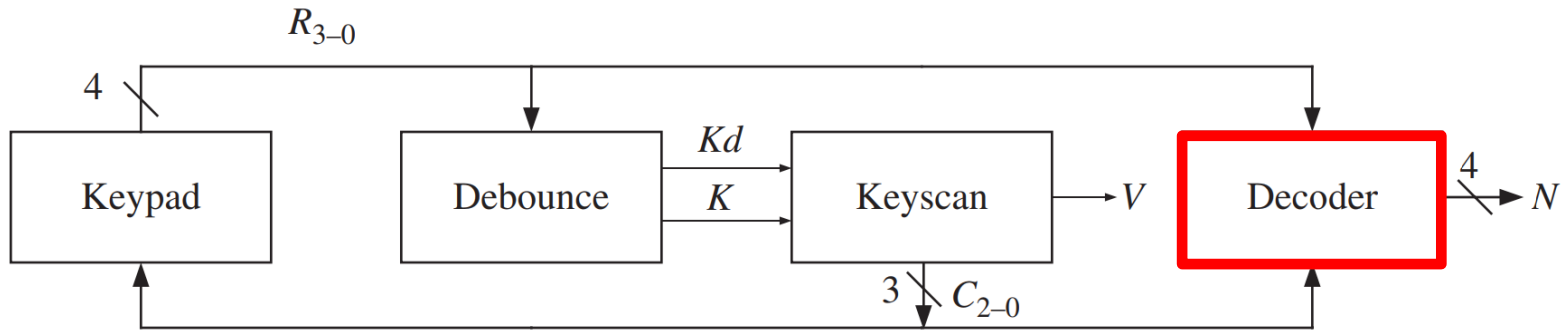 R3–0
4
Keypad
Debounce
Kd
K
Keyscan
V
Decoder
4
N
3
C2–0